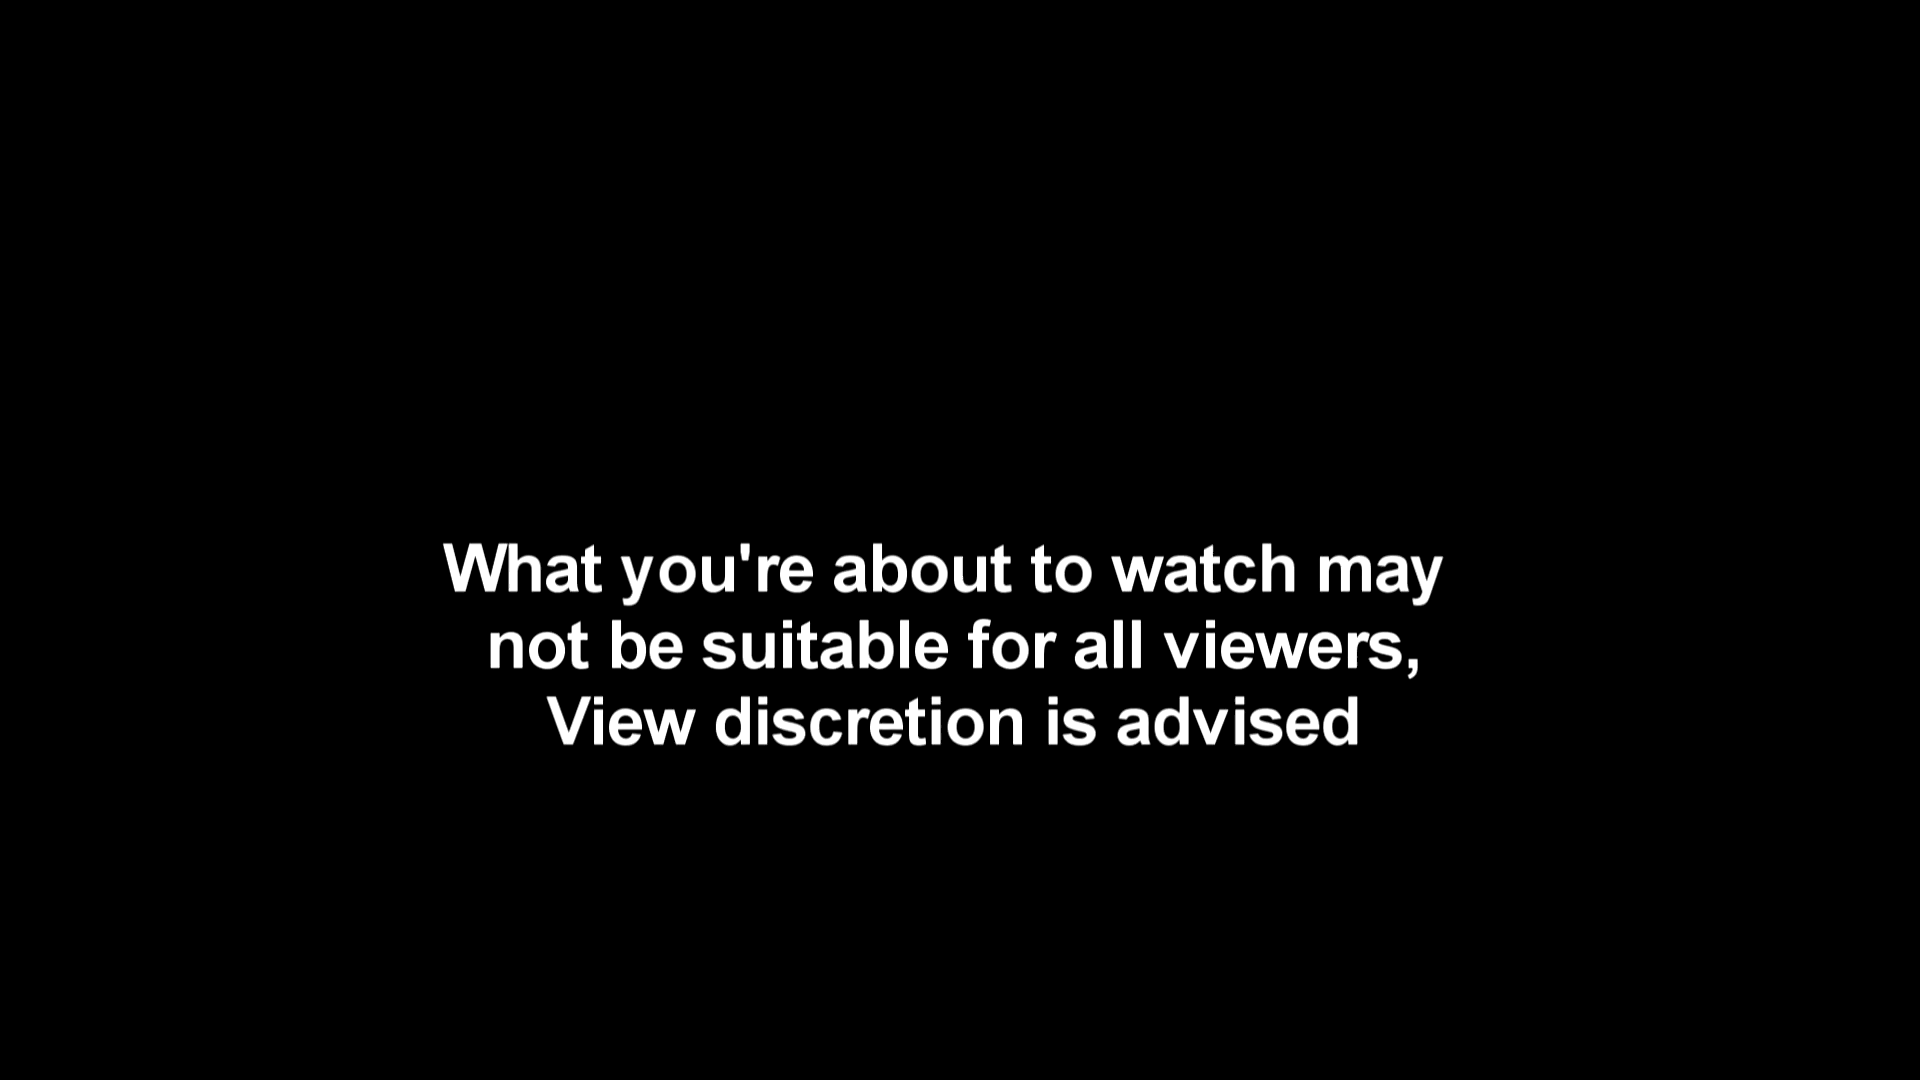 What you're about to watch may
not be suitable for all viewers,
View discretion is advised